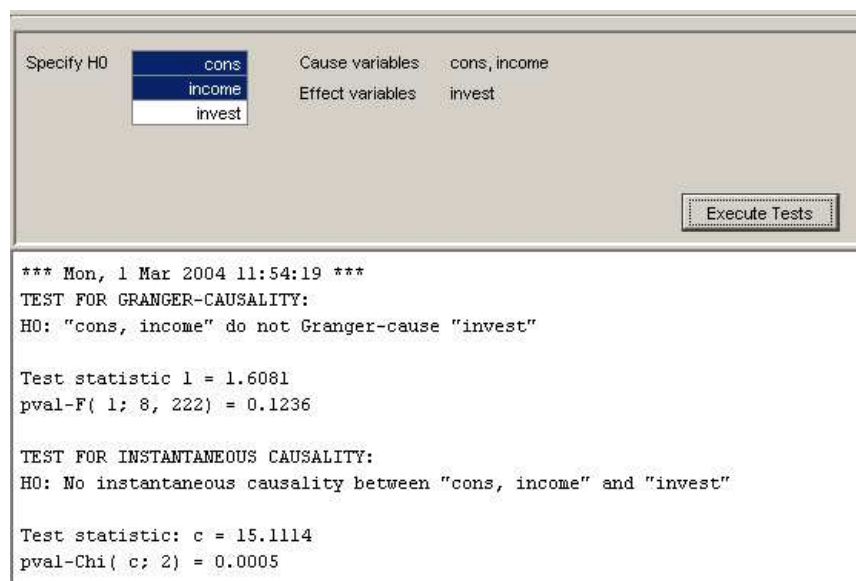 Specify H0 cons Cause variables cons, income
income Effect variables invest
invest
Execute Tests
*** Mon, 1 Mar 2004 11:54:19 ***
TEST FOR GRANGER-CAUSALITY:
H0: "cons, income" do not Granger-cause "invest"
Test statistic l = 1.6081
pval-F( l; 8, 222) = 0.1236
TEST FOR INSTANTANEOUS CAUSALITY:
H0: No instantaneous causality between "cons, income" and "invest"
Test statistic: c = 15.1114
pval-Chi( c; 2) = 0.0005